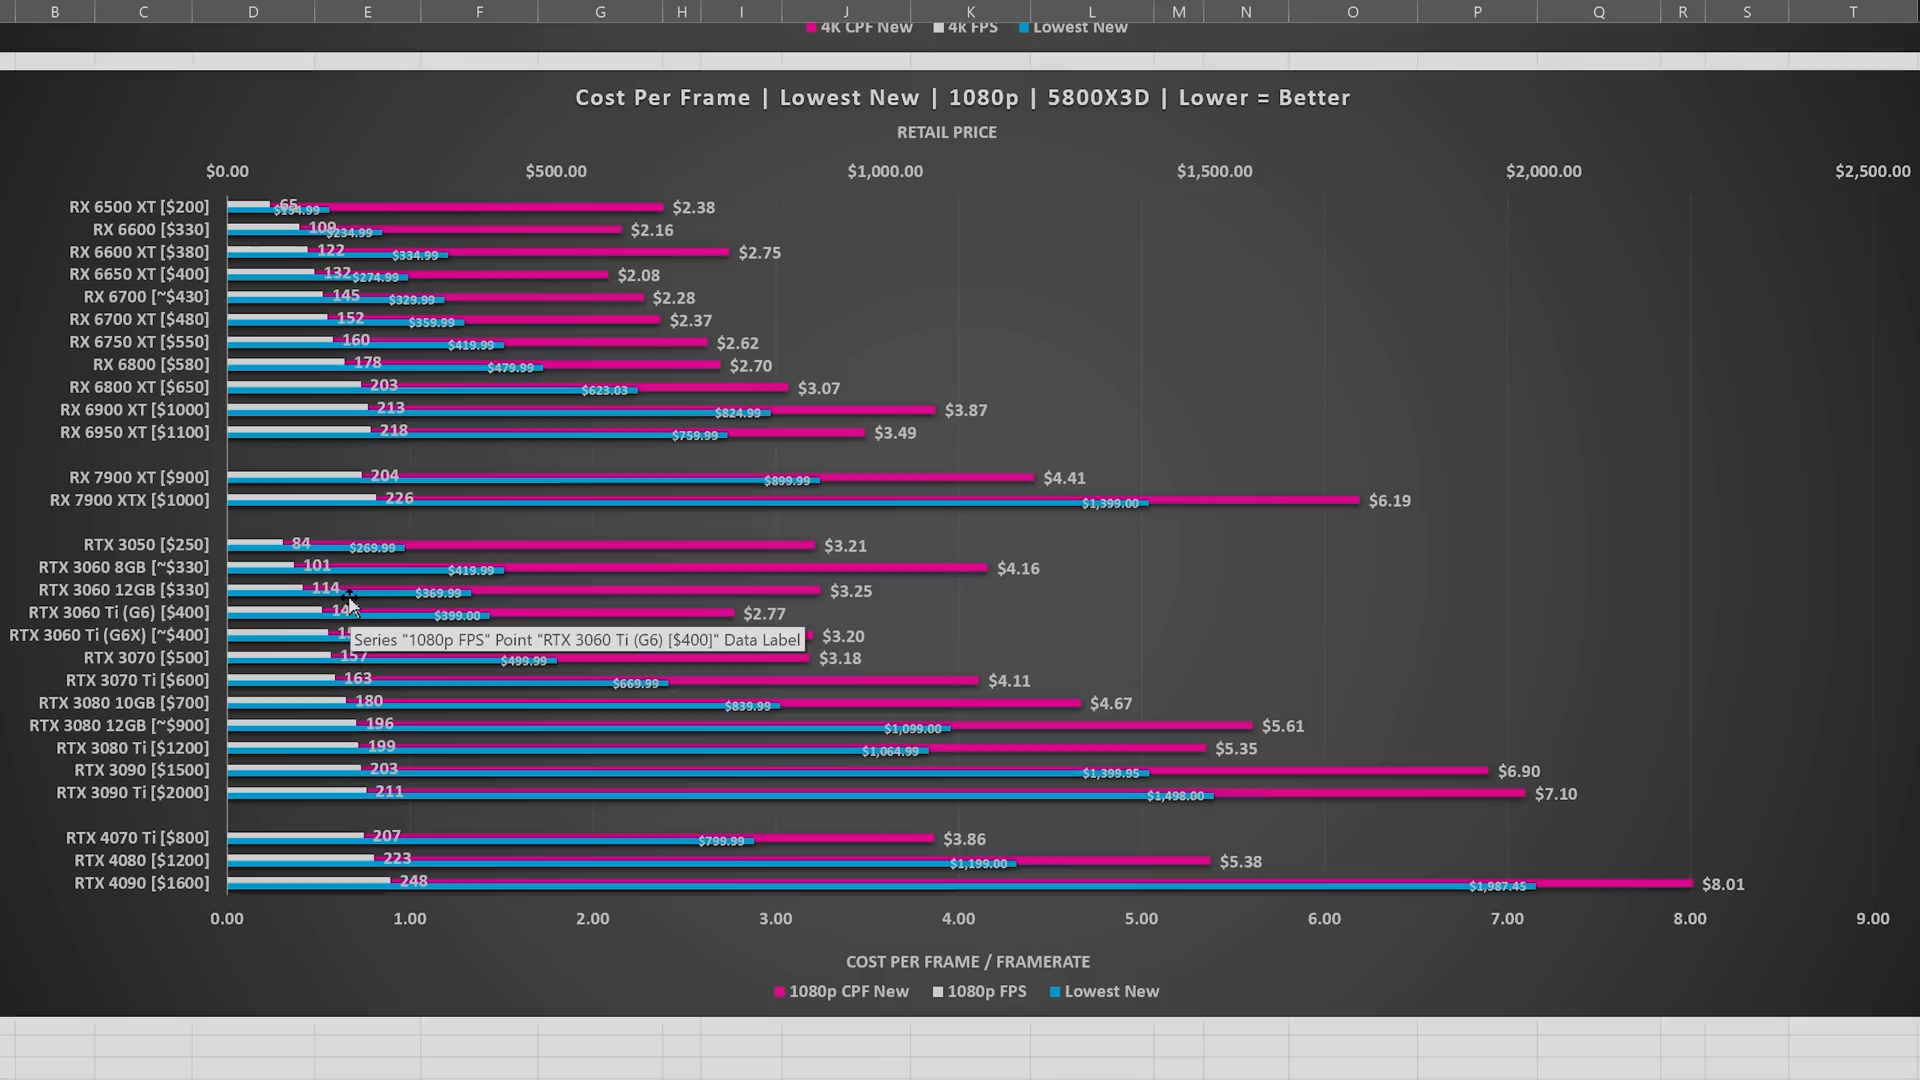 B C D E F G H I J K L M N O P Q R S T
4K CPF New 4k FPS Lowest New
Cost Per Frame | Lowest New | 1080p | 5800X3D | Lower = Better
RETAIL PRICE
$0.00 $500.00 $1,000.00 $1,500.00 $2,000.00 $2,500.00
RX 6500 XT [$200] 65 $154.99 $2.38
RX 6600 [$330] 109 $234.99 $2.16
RX 6600 XT [$380] 122 $334.99 $2.75
RX 6650 XT [$400] 132 $274.99 $2.08
RX 6700 [~$430] 145 $329.99 $2.28
RX 6700 XT [$480] 152 $359.99 $2.37
RX 6750 XT [$550] 160 $419.99 $2.62
RX 6800 [$580] 178 $479.99 $2.70
RX 6800 XT [$650] 203 $623.03 $3.07
RX 6900 XT [$1000] 213 $824.99 $3.87
RX 6950 XT [$1100] 218 $759.99 $3.49
RX 7900 XT [$900] 204 $899.99 $4.41
RX 7900 XTX [$1000] 226 $1,399.00 $6.19
RTX 3050 [$250] 84 $269.99 $3.21
RTX 3060 8GB [~$330] 101 $419.99 $4.16
RTX 3060 12GB [$330] 114 $369.99 $3.25
RTX 3060 Ti (G6) [$400] $399.00 $2.77
RTX 3060 Ti (G6X) [~$400] $3.20
Series "1080p FPS" Point "RTX 3060 Ti (G6) [$400]" Data Label
RTX 3070 [$500] 157 $499.99 $3.18
RTX 3070 Ti [$600] 163 $669.99 $4.11
RTX 3080 10GB [$700] 180 $839.99 $4.67
RTX 3080 12GB [~$900] 196 $1,099.00 $5.61
RTX 3080 Ti [$1200] 199 $1,064.99 $5.35
RTX 3090 [$1500] 203 $1,399.95 $6.90
RTX 3090 Ti [$2000] 211 $1,498.00 $7.10
RTX 4070 Ti [$800] 207 $799.99 $3.86
RTX 4080 [$1200] 223 $1,199.00 $5.38
RTX 4090 [$1600] 248 $1,987.45 $8.01
0.00 1.00 2.00 3.00 4.00 5.00 6.00 7.00 8.00 9.00
COST PER FRAME / FRAMERATE
1080p CPF New 1080p FPS Lowest New